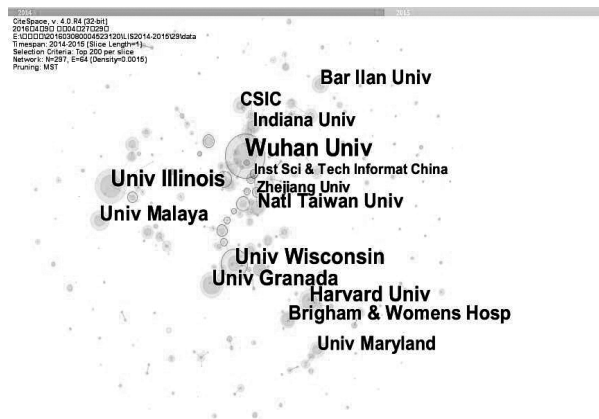 2014
2015
CiteSpace, v. 4.0.R4 (32-bit)
Timespan: 2014-2015 (Slice Length=1)
Selection Criteria: Top 200 per slice
Network: N=297, E=64 (Density=0.0015)
Pruning: MST
Bar Ilan Univ
CSIC
Indiana Univ
Wuhan Univ
Inst Sci & Tech Informat China
Univ Illinois
Zhejiang Univ
Natl Taiwan Univ
Univ Malaya
Univ Wisconsin
Univ Granada
Harvard Univ
Brigham & Womens Hosp
Univ Maryland